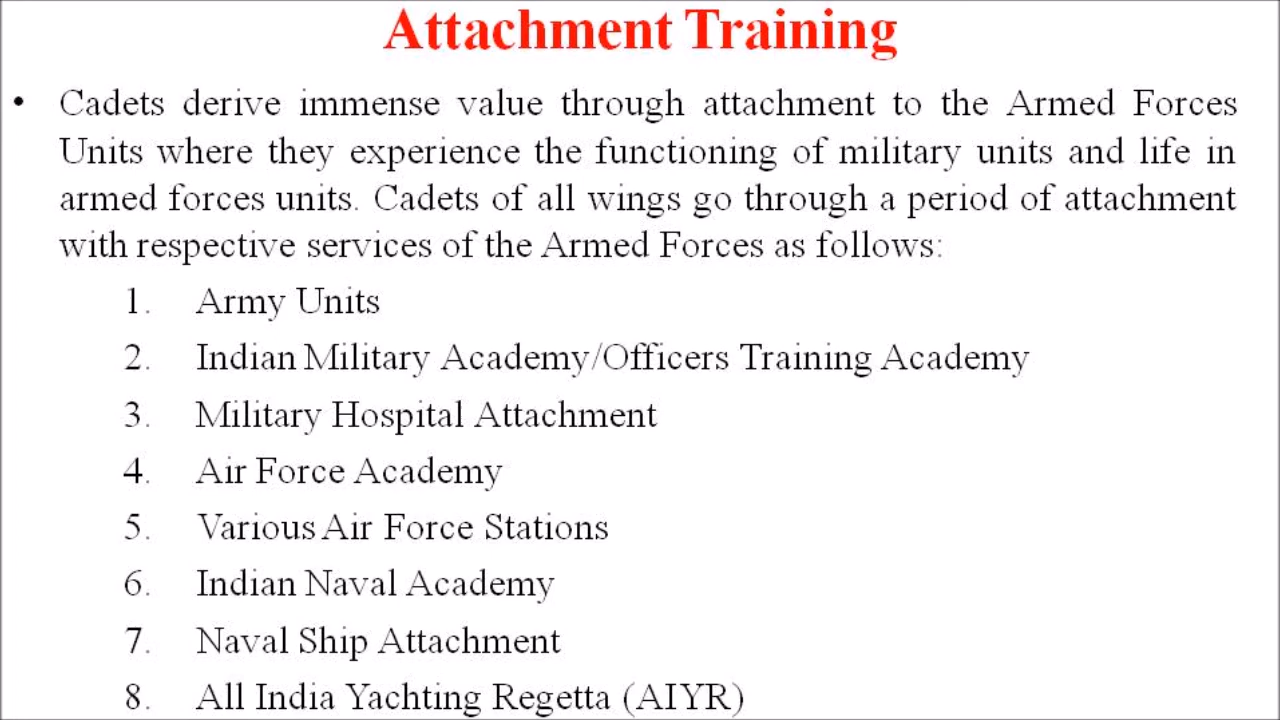 Attachment Training
• Cadets derive immense value through attachment to the Armed Forces
Units where they experience the functioning of military units and life in
armed forces units. Cadets of all wings go through a period of attachment
with respective services of the Armed Forces as follows:
1. Army Units
2. Indian Military Academy/Officers Training Academy
3. Military Hospital Attachment
4. Air Force Academy
5. Various Air Force Stations
6. Indian Naval Academy
7. Naval Ship Attachment
8. All India Yachting Regetta (AIYR)